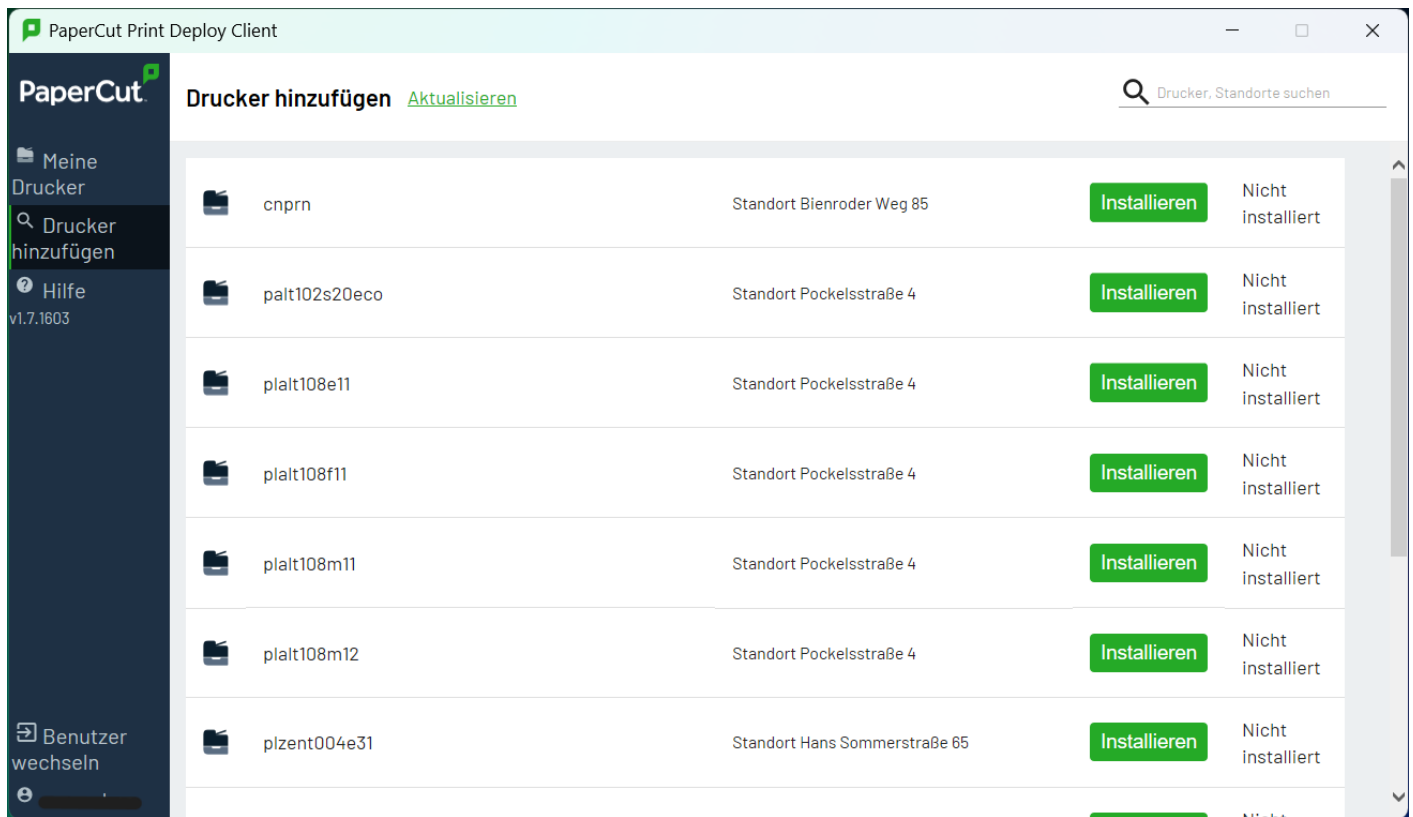 PaperCut Print Deploy Client
PaperCut
Drucker hinzufügen Aktualisieren
Drucker, Standorte suchen
Meine
Drucker
Drucker
hinzufügen
Hilfe
v1.7.1603
cnprn Standort Bienroder Weg 85 Installieren Nicht
installiert
palt102s20eco Standort Pockelsstraße 4 Installieren Nicht
installiert
plalt108e11 Standort Pockelsstraße 4 Installieren Nicht
installiert
plalt108f11 Standort Pockelsstraße 4 Installieren Nicht
installiert
plalt108m11 Standort Pockelsstraße 4 Installieren Nicht
installiert
plalt108m12 Standort Pockelsstraße 4 Installieren Nicht
installiert
plzent004e31 Standort Hans Sommerstraße 65 Installieren Nicht
installiert
Benutzer
wechseln